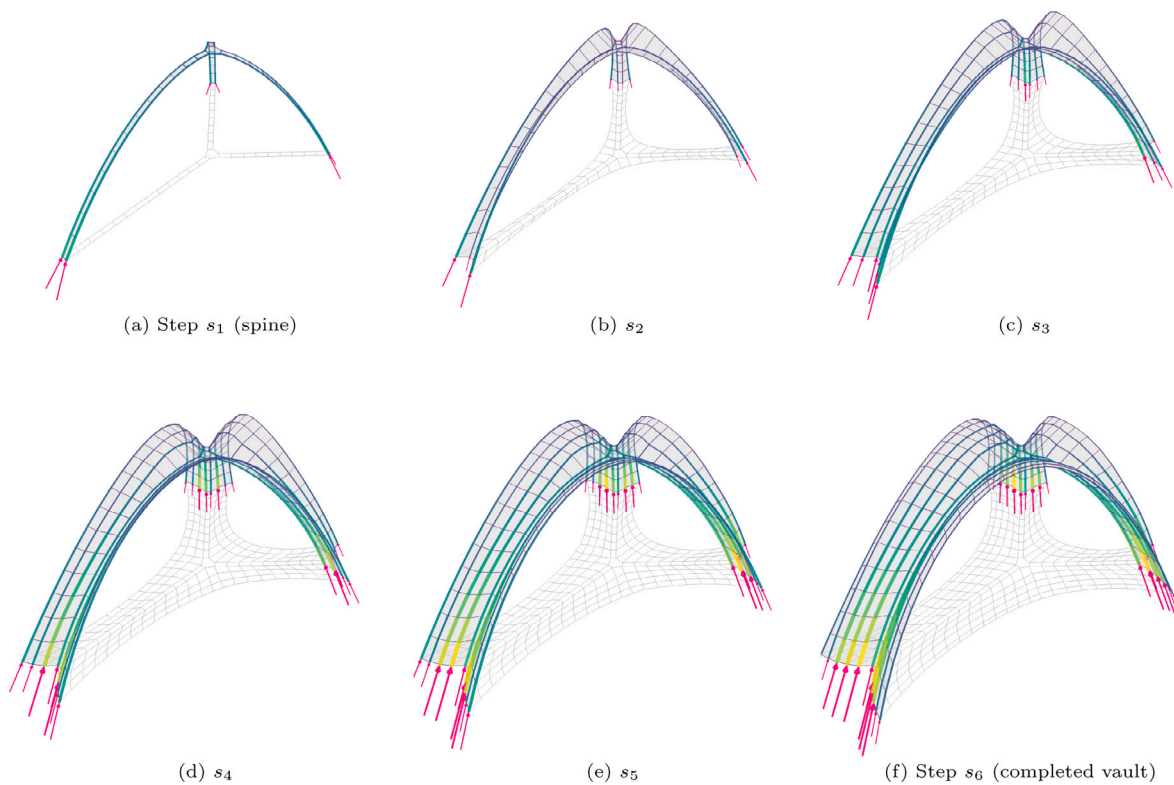 (a) Step s₁ (spine)
(b) s₂
(c) s₃
(d) s₄
(e) s₅
(f) Step s₆ (completed vault)